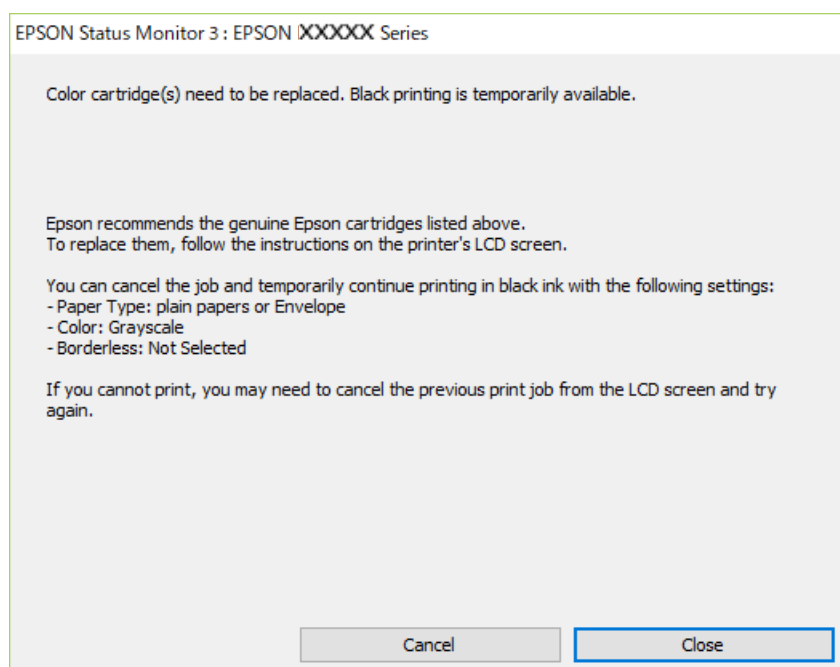 EPSON Status Monitor 3 : EPSON XXXXX Series
Color cartridge(s) need to be replaced. Black printing is temporarily available.
Epson recommends the genuine Epson cartridges listed above.
To replace them, follow the instructions on the printer's LCD screen.
You can cancel the job and temporarily continue printing in black ink with the following settings:
- Paper Type: plain papers or Envelope
- Color: Grayscale
- Borderless: Not Selected
If you cannot print, you may need to cancel the previous print job from the LCD screen and try
again.
Cancel
Close